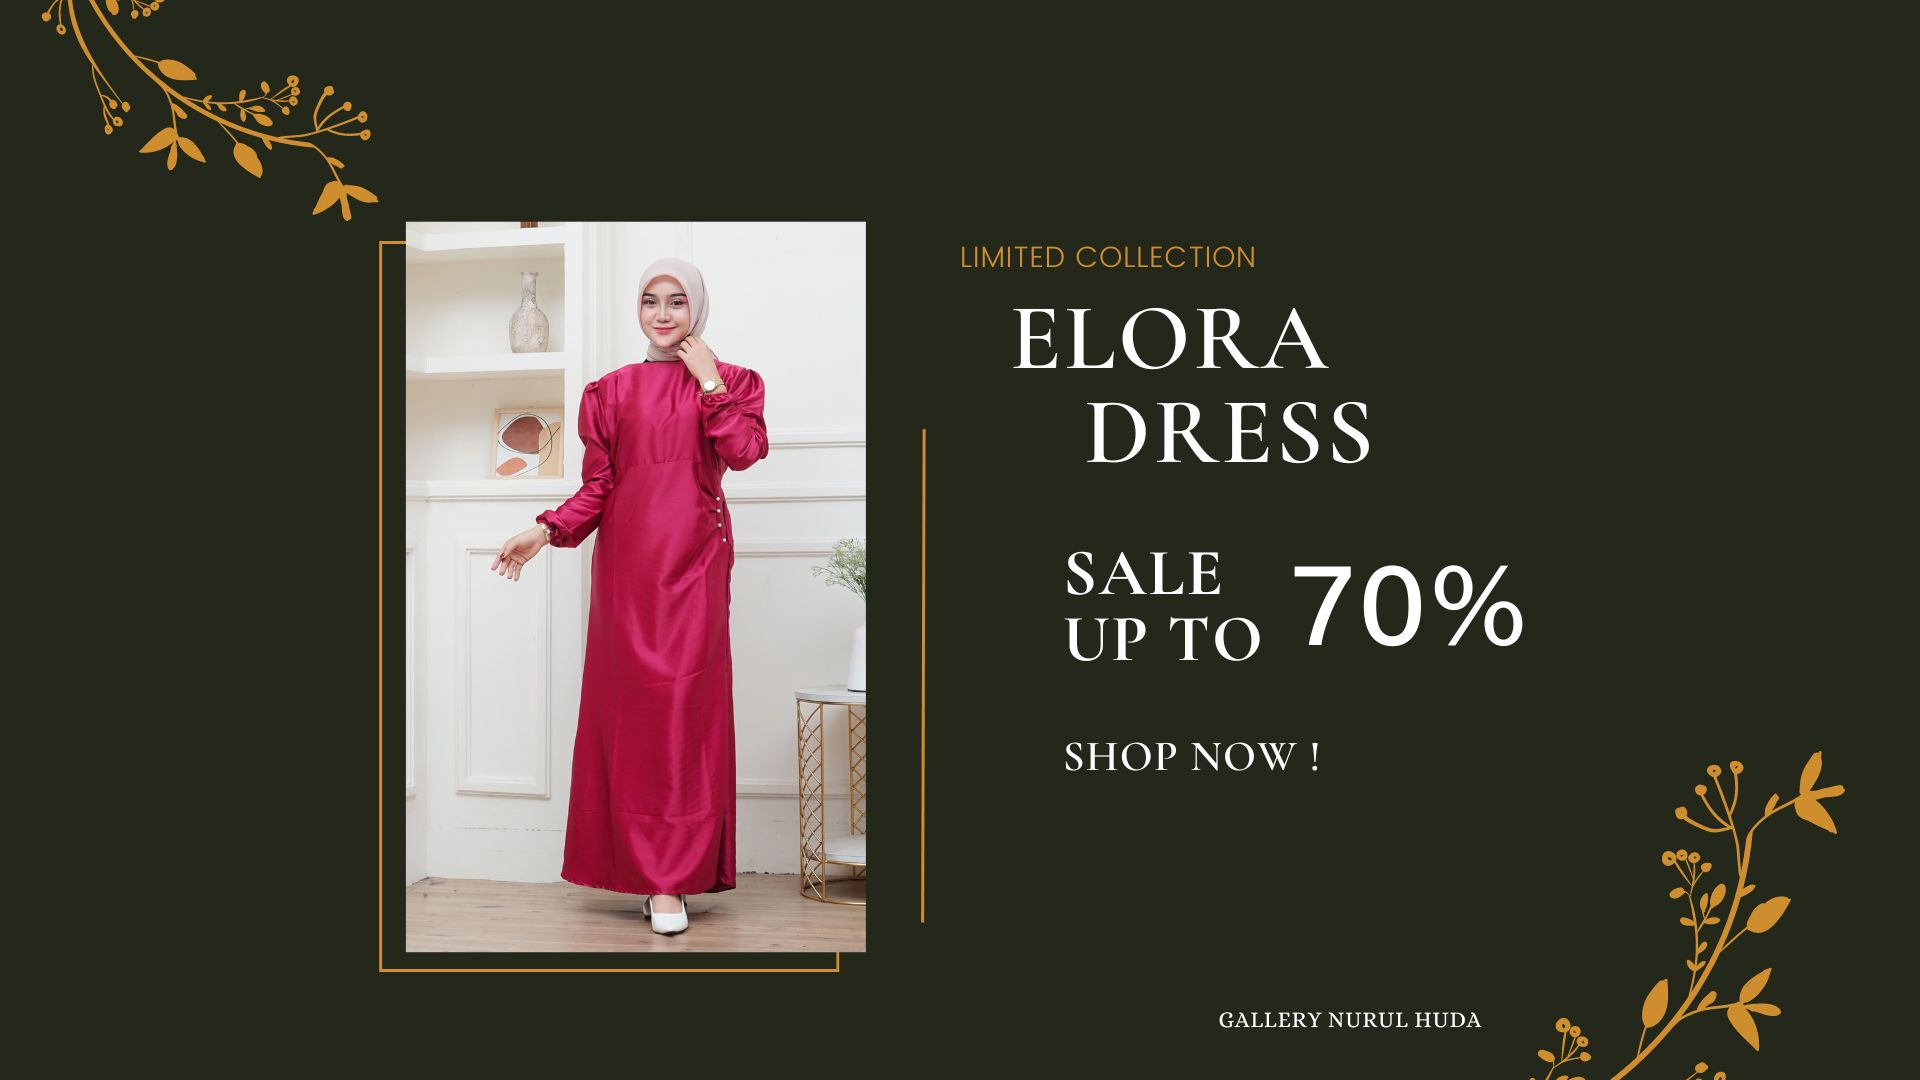 LIMITED COLLECTION
ELORA
DRESS
SALE
UP TO
70%
SHOP NOW !
GALLERY NURUL HUDA